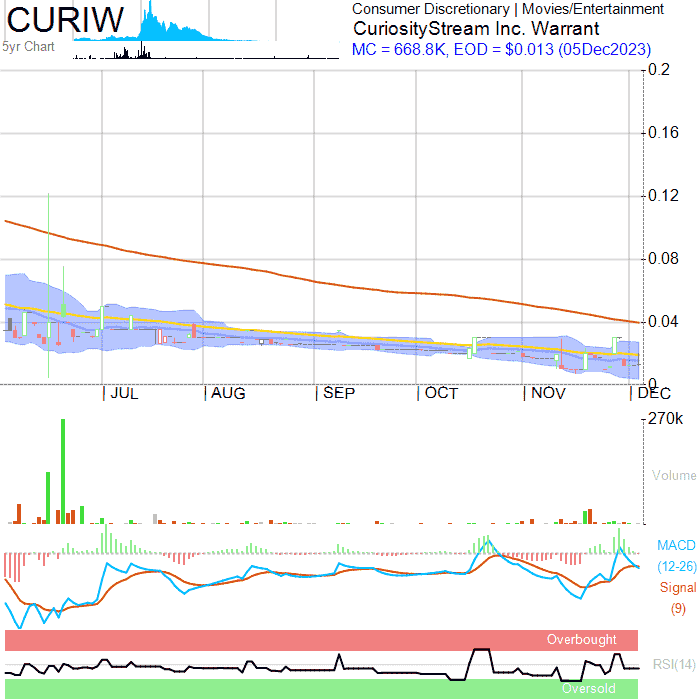 CURIW
5yr Chart
Consumer Discretionary | Movies/Entertainment
CuriosityStream Inc. Warrant
MC = 668.8K, EOD = $0.013 (05Dec2023)
0.2
0.16
0.12
0.08
0.04
0
JUL
AUG
SEP
OCT
NOV
DEC
270k
Volume
MACD
(12-26)
Signal
(9)
Overbought
RSI(14)
Oversold